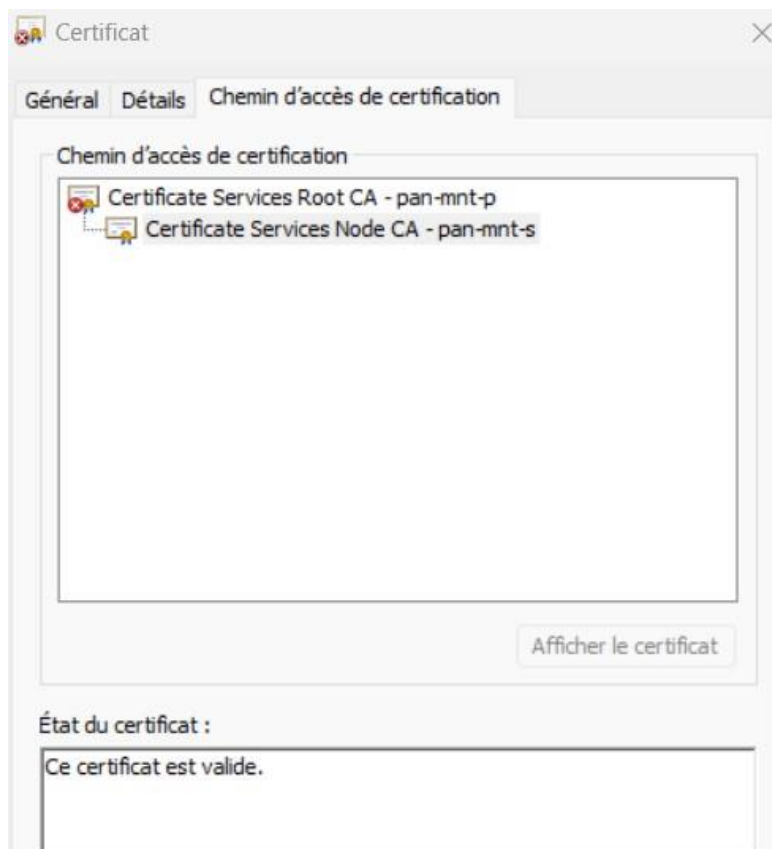 Certificat
Général Détails Chemin d'accès de certification
Chemin d'accès de certification
Certificate Services Root CA - pan-mnt-p
Certificate Services Node CA - pan-mnt-s
Afficher le certificat
État du certificat :
Ce certificat est valide.